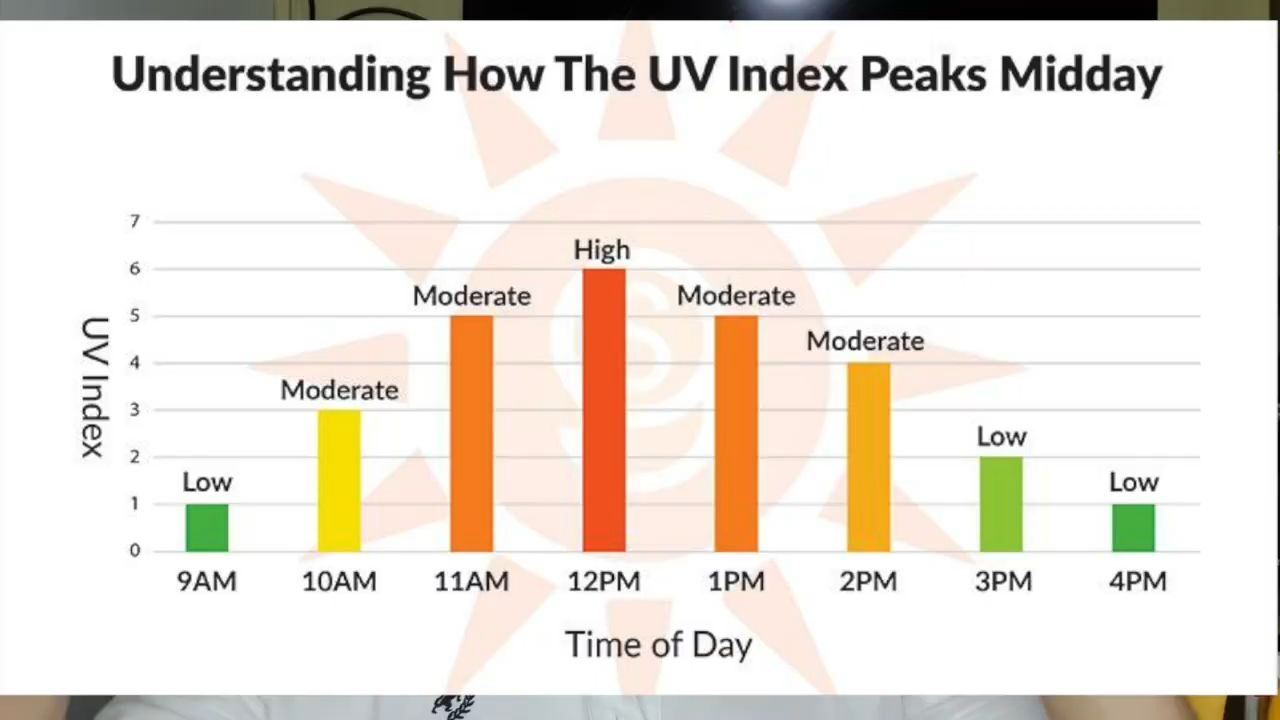 Understanding How The UV Index Peaks Midday
7
High
6
Moderate
Moderate
5
Moderate
4
Moderate
3
Low
2
Low
Low
1
0
UV Index
9AM 10AM 11AM 12PM 1PM 2PM 3PM 4PM
Time of Day